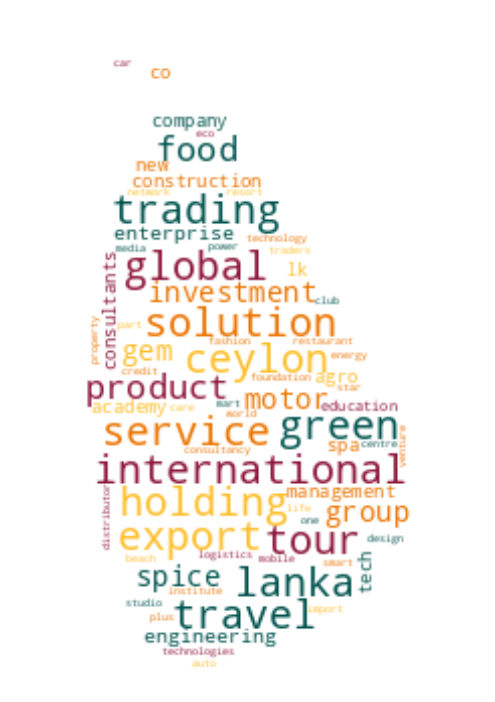 car
co
company
eco
food
new
construction
network resort
trading
enterprise technology
media power traders
global lk
consultants
investment club
part solution
property
fashion restaurant
gem ceylon energy
credit foundation agro
product star
motor
academy care mart education
world
service green
consultancy spa centre
venture
international
holding management
distributor
life group
one
export tour design
beach logistics mobile smart
spice lanka tech
institute
studio travel import
plus
engineering
technologies
auto